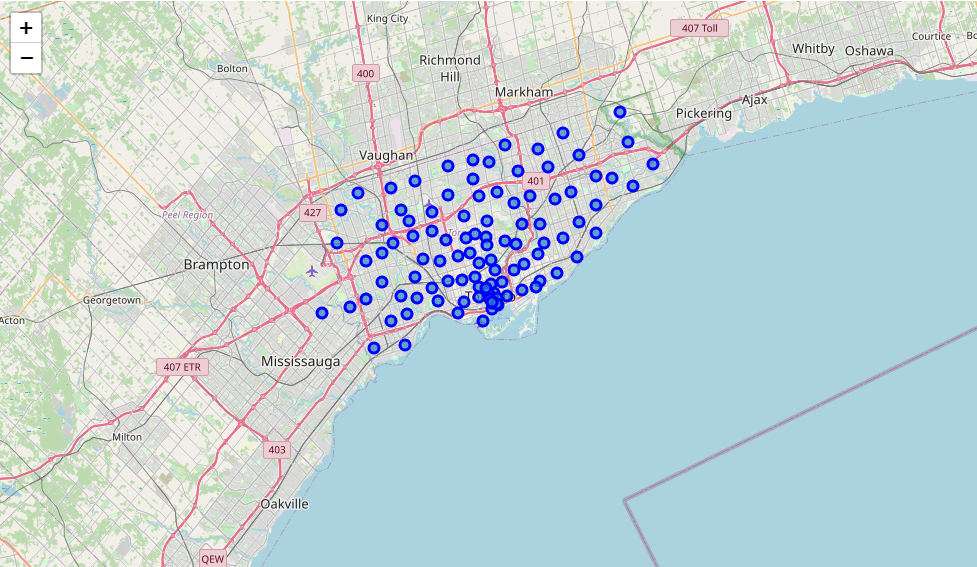 +
−
King City
407 Toll
Courtice
Whitby
Oshawa
Richmond
Hill
Bolton
400
Markham
Ajax
Pickering
Vaughan
401
427
Peel Region
Brampton
Georgetown
Acton
Mississauga
407 ETR
Milton
403
Oakville
QEW